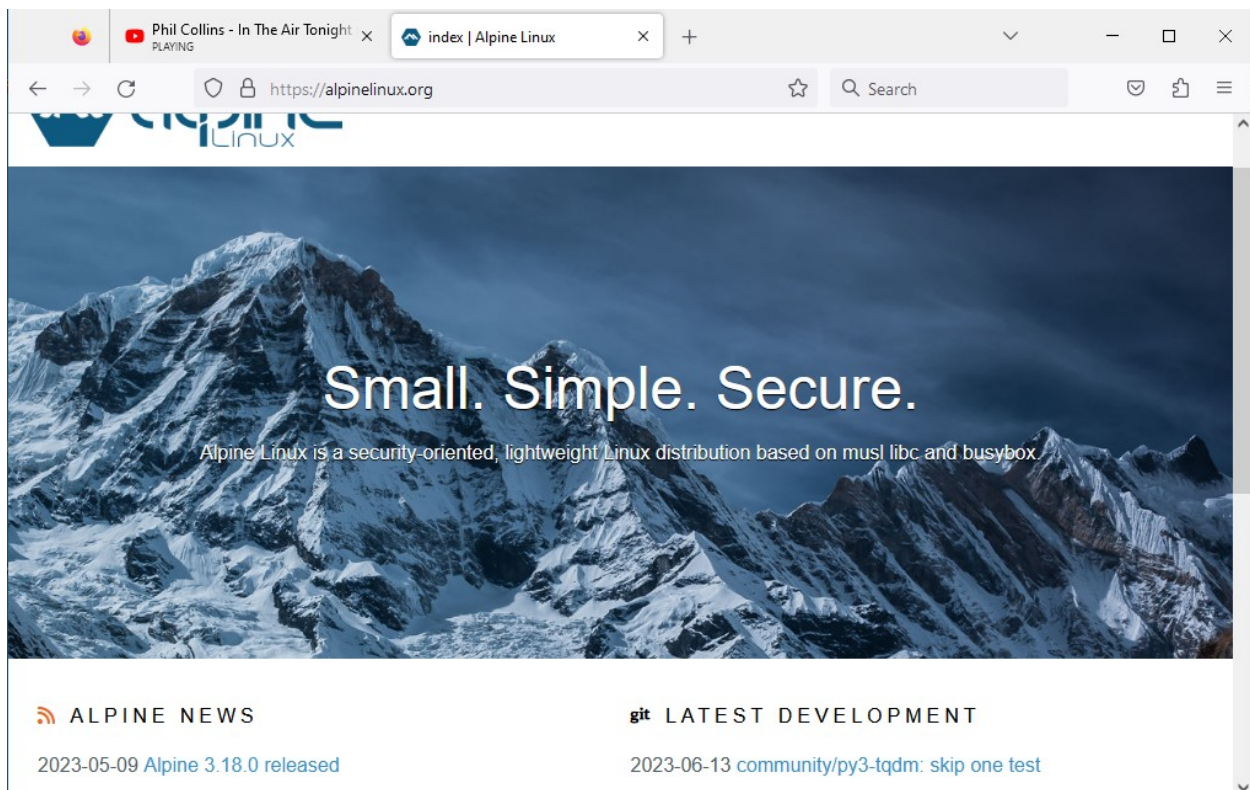 Phil Collins - In The Air Tonight
PLAYING
index | Alpine Linux
https://alpinelinux.org
Search
alpine
Linux
Small. Simple. Secure.
Alpine Linux is a security-oriented, lightweight Linux distribution based on musl libc and busybox.
ALPINE NEWS
2023-05-09 Alpine 3.18.0 released
git LATEST DEVELOPMENT
2023-06-13 community/py3-tqdm: skip one test